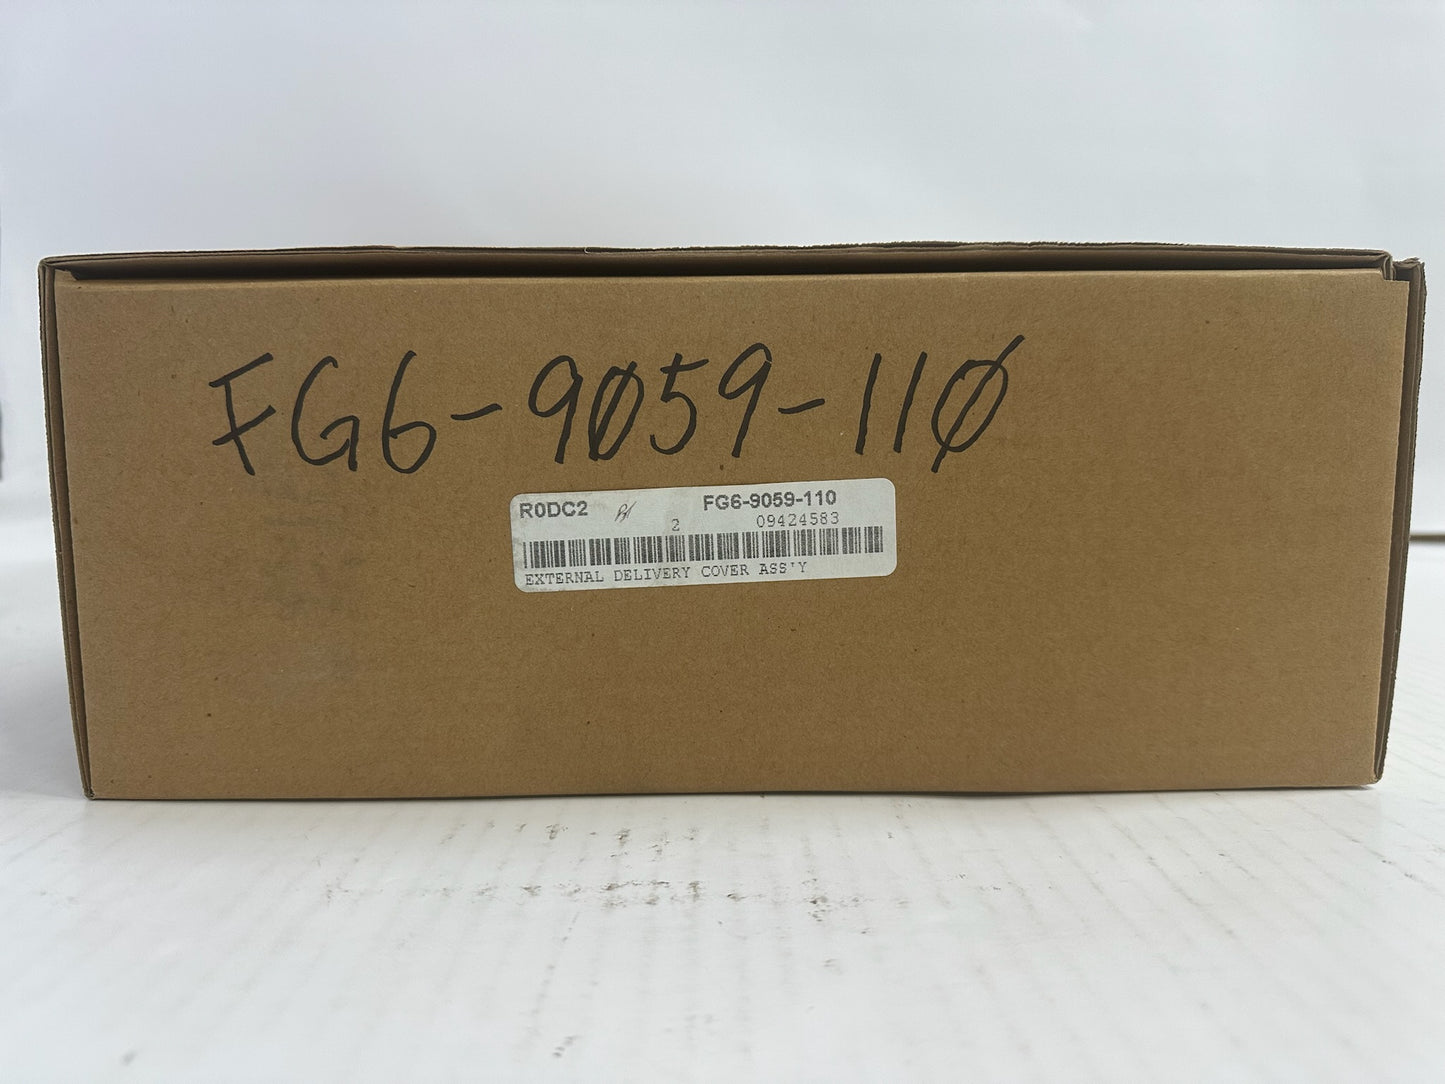 FG6-9059-110
R0DC2 FG6-9059-110
2 09424583
EXTERNAL DELIVERY COVER ASS'Y